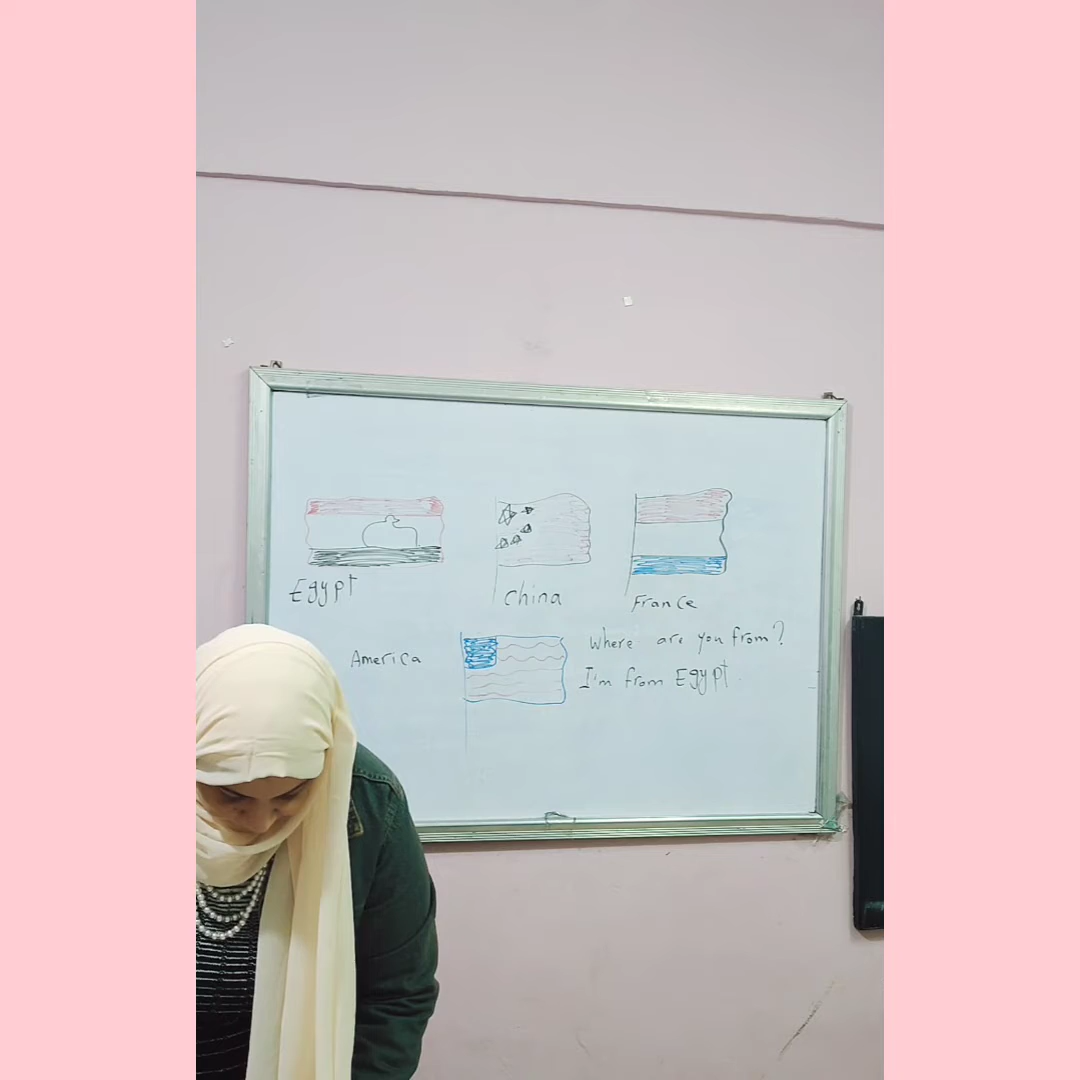 Egypt
China
France
America
Where are you from?
I'm from Egypt.